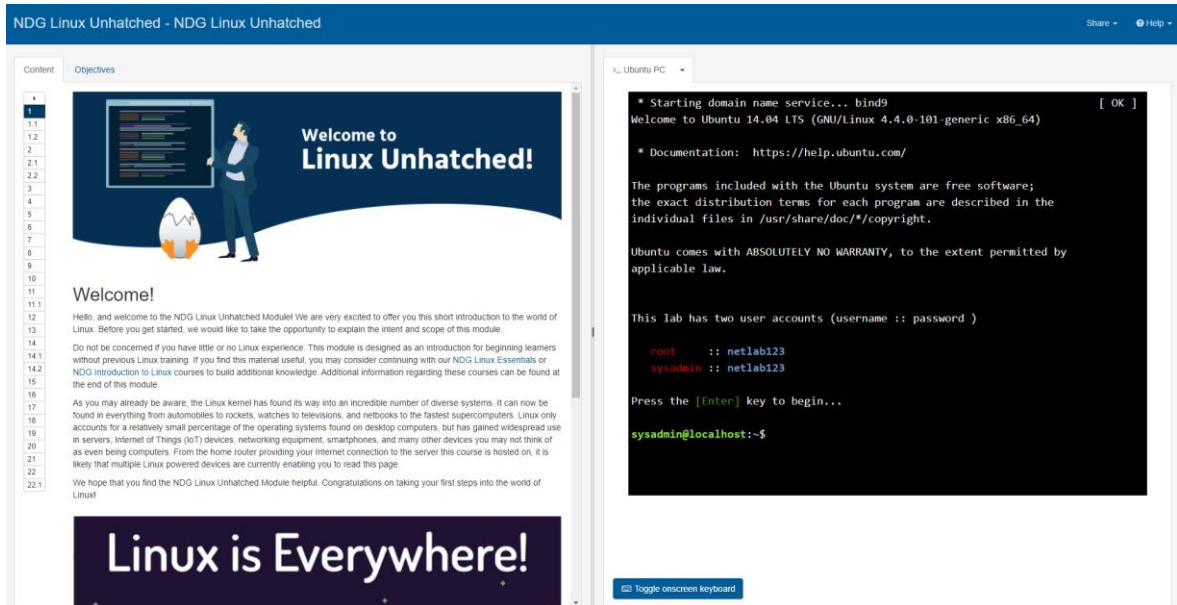 NDG Linux Unhatched - NDG Linux Unhatched
Share
Help
Content
Objectives
1
1.1
1.2
2
2.1
2.2
3
4
5
6
7
8
9
10
11
11.1
12
13
14
14.1
14.2
15
16
17
18
19
20
21
22
22.1
Welcome to
Linux Unhatched!
Welcome!
Hello, and welcome to the NDG Linux Unhatched Module! We are very excited to offer you this short introduction to the world of
Linux. Before you get started, we would like to take the opportunity to explain the intent and scope of this module.
Do not be concerned if you have little or no Linux experience. This module is designed as an introduction for beginning learners
without previous Linux training. If you find this material useful, you may consider continuing with our NDG Linux Essentials or
NDG Introduction to Linux courses to build additional knowledge. Additional information regarding these courses can be found at
the end of this module.
As you may already be aware, the Linux kernel has found its way into an incredible number of diverse systems. It can now be
found in everything from automobiles to rockets, watches to televisions, and netbooks to the fastest supercomputers. Linux only
accounts for a relatively small percentage of the operating systems found on desktop computers, but has gained widespread use
in servers, Internet of Things (IoT) devices, networking equipment, smartphones, and many other devices you may not think of
as even being computers. From the home router providing your Internet connection to the server this course is hosted on, it is
likely that multiple Linux powered devices are currently enabling you to read this page.
We hope that you find the NDG Linux Unhatched Module helpful. Congratulations on taking your first steps into the world of
Linux!
Linux is Everywhere!
>_ Ubuntu PC
* Starting domain name service... bind9 [ OK ]
Welcome to Ubuntu 14.04 LTS (GNU/Linux 4.4.0-101-generic x86_64)
* Documentation: https://help.ubuntu.com/
The programs included with the Ubuntu system are free software;
the exact distribution terms for each program are described in the
individual files in /usr/share/doc/*/copyright.
Ubuntu comes with ABSOLUTELY NO WARRANTY, to the extent permitted by
applicable law.
This lab has two user accounts (username :: password )
root :: netlab123
sysadmin :: netlab123
Press the [Enter] key to begin...
sysadmin@localhost:~$
Toggle onscreen keyboard